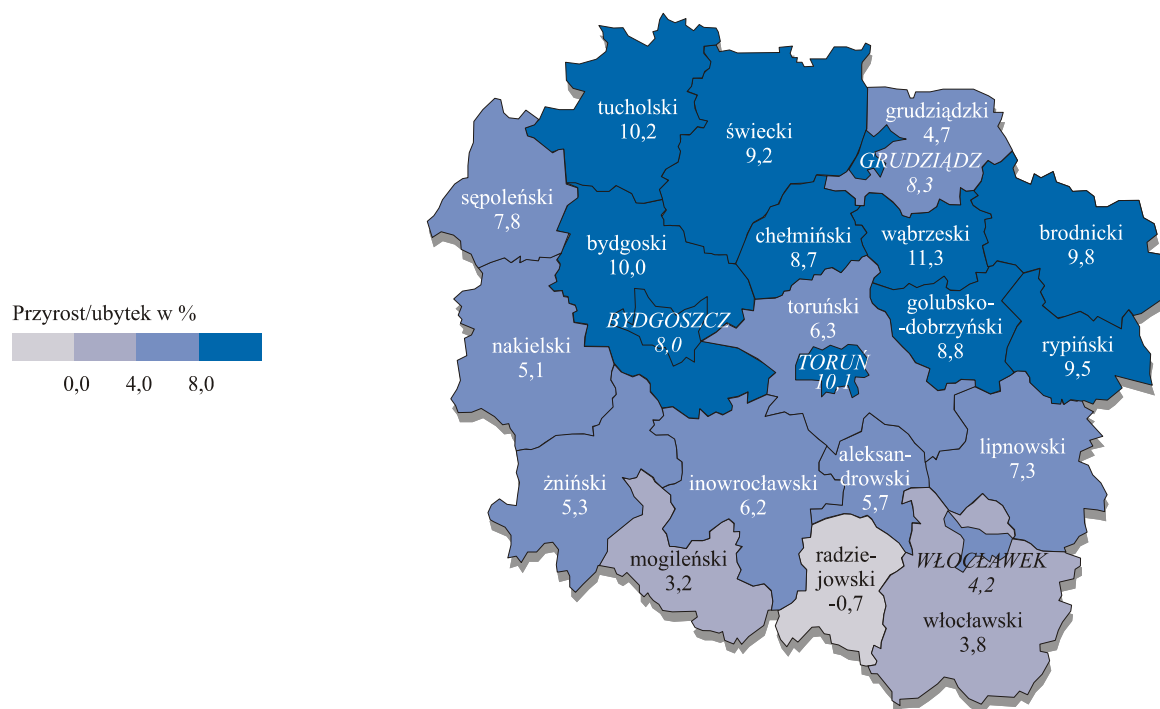 tucholski
10,2
świecki
9,2
grudziądzki
4,7
GRUDZIĄDZ
8,3
sępoleński
7,8
bydgoski
10,0
chełmiński
8,7
wąbrzeski
11,3
brodnicki
9,8
Przyrost/ubytek w %
0,0 4,0 8,0
nakielski
5,1
BYDGOSZCZ
8,0
toruński
6,3
TORUŃ
10,1
golubsko-
-dobrzyński
8,8
rypiński
9,5
żniński
5,3
inowrocławski
6,2
aleksan-
drowski
5,7
lipnowski
7,3
mogileński
3,2
radzie-
jowski
-0,7
WŁOCŁAWEK
4,2
włocławski
3,8